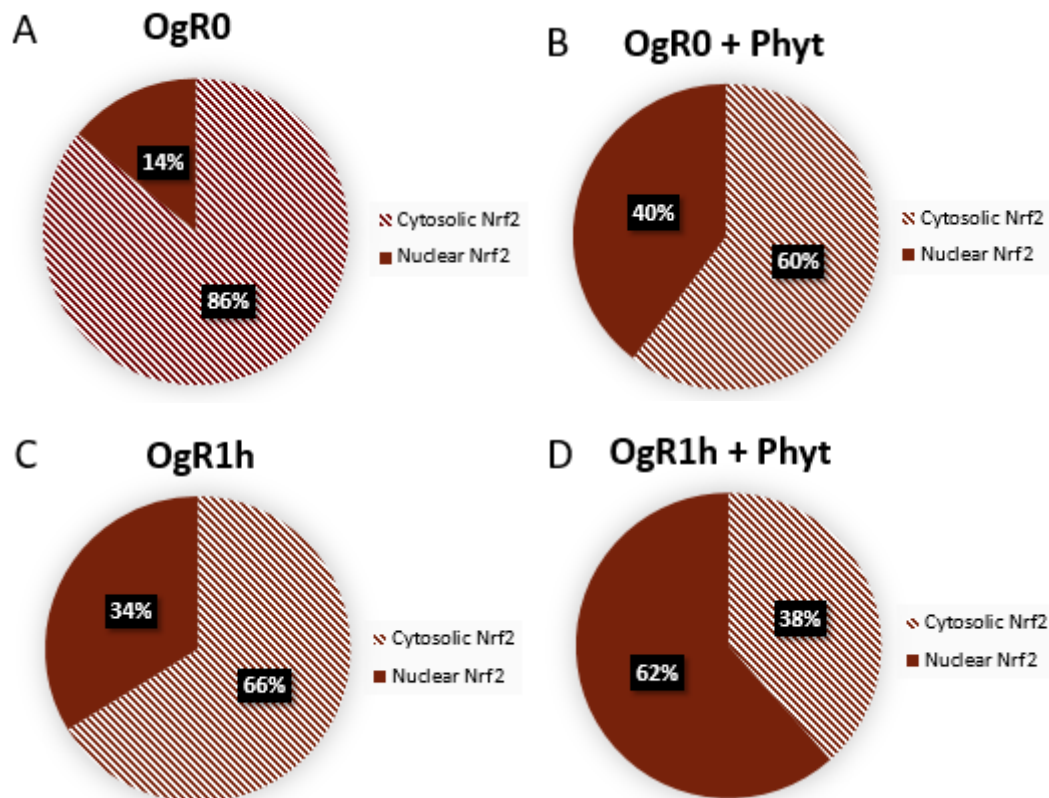 A OgR0
14%
86%
Cytosolic Nrf2
Nuclear Nrf2
B OgR0 + Phyt
40%
60%
Cytosolic Nrf2
Nuclear Nrf2
C OgR1h
34%
66%
Cytosolic Nrf2
Nuclear Nrf2
D OgR1h + Phyt
38%
62%
Cytosolic Nrf2
Nuclear Nrf2